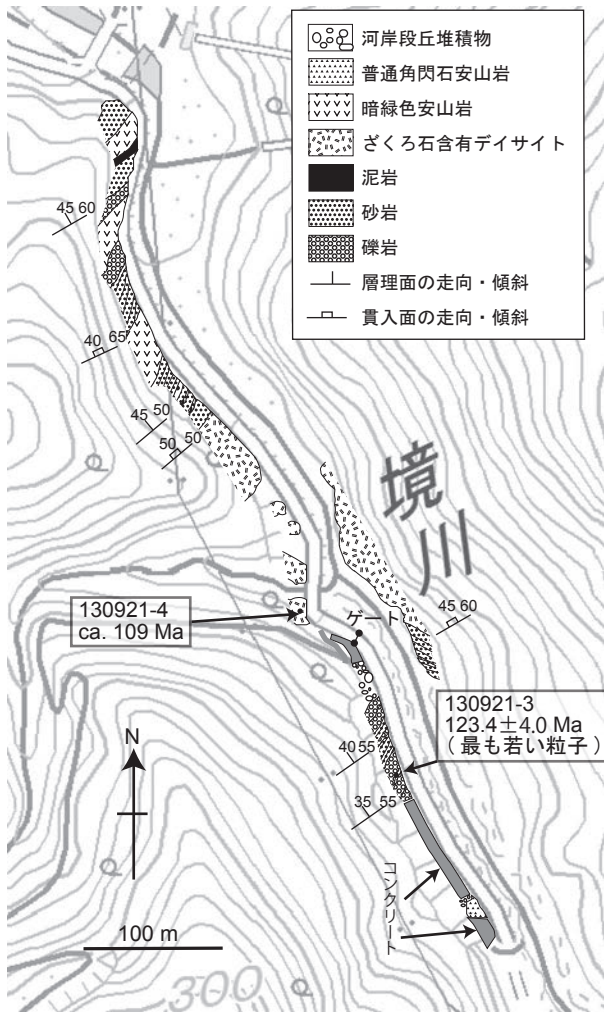 河岸段丘堆積物
普通角閃石安山岩
暗緑色安山岩
ざくろ石含有デイサイト
泥岩
砂岩
礫岩
層理面の走向・傾斜
貫入面の走向・傾斜
45 60
40 65
45 50
50 50
境川
45 60
130921-4
ca. 109 Ma
ゲート
130921-3
123.4±4.0 Ma
(最も若い粒子)
40 55
35 55
N
コンクリート
100 m
300